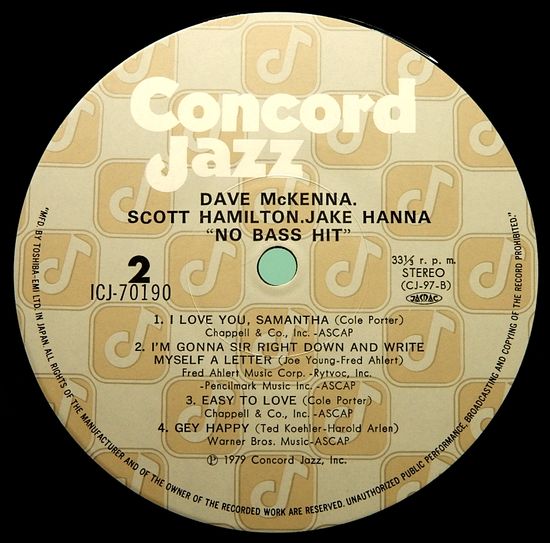 Concord
Jazz
DAVE McKENNA.
SCOTT HAMILTON.JAKE HANNA
"NO BASS HIT"
2
ICJ-70190
33⅓ r. p. m.
STEREO
(CJ-97-B)
JASRAC
1. I LOVE YOU, SAMANTHA (Cole Porter)
Chappell & Co., Inc. -ASCAP
2. I'M GONNA SIR RIGHT DOWN AND WRITE
MYSELF A LETTER (Joe Young-Fred Ahlert)
Fred Ahlert Music Corp. -Rytvoc, Inc.
-Pencilmark Music Inc. -ASCAP
3. EASY TO LOVE (Cole Porter)
Chappell & Co., Inc. -ASCAP
4. GEY HAPPY (Ted Koehler-Harold Arlen)
Warner Bros. Music-ASCAP
℗ 1979 Concord Jazz, Inc.
"MFD BY TOSHIBA-EMI LTD. IN JAPAN. ALL RIGHTS OF THE MANUFACTURER AND OF THE OWNER OF THE RECORDED WORK ARE RESERVED. UNAUTHORIZED PUBLIC PERFORMANCE, BROADCASTING AND COPYING OF THE RECORD PROHIBITED."